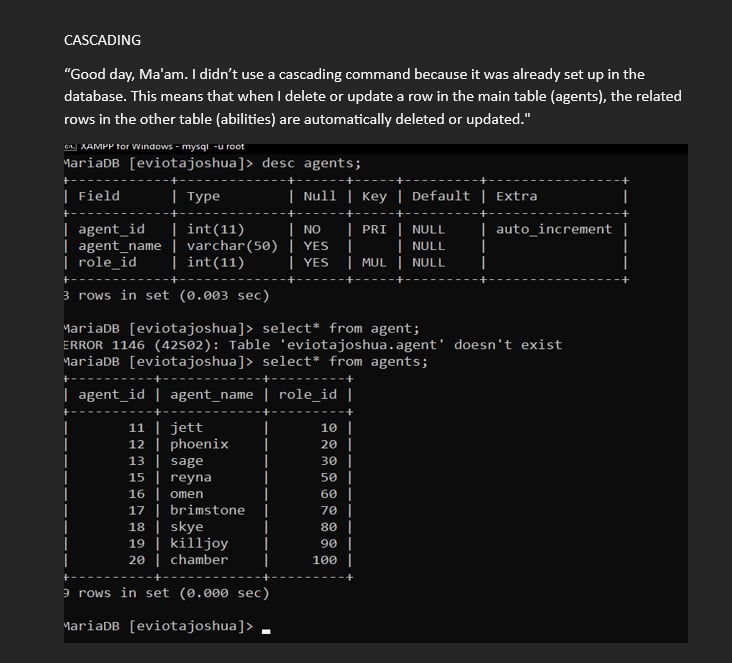 CASCADING
“Good day, Ma'am. I didn’t use a cascading command because it was already set up in the
database. This means that when I delete or update a row in the main table (agents), the related
rows in the other table (abilities) are automatically deleted or updated."
XAMPP for Windows - mysql -u root
MariaDB [eviotajoshua]> desc agents;
+------------+-------------+------+-----+---------+----------------+
| Field | Type | Null | Key | Default | Extra |
+------------+-------------+------+-----+---------+----------------+
| agent_id | int(11) | NO | PRI | NULL | auto_increment |
| agent_name | varchar(50) | YES | | NULL | |
| role_id | int(11) | YES | MUL | NULL | |
+------------+-------------+------+-----+---------+----------------+
3 rows in set (0.003 sec)
MariaDB [eviotajoshua]> select* from agent;
ERROR 1146 (42S02): Table 'eviotajoshua.agent' doesn't exist
MariaDB [eviotajoshua]> select* from agents;
+----------+------------+---------+
| agent_id | agent_name | role_id |
+----------+------------+---------+
| 11 | jett | 10 |
| 12 | phoenix | 20 |
| 13 | sage | 30 |
| 15 | reyna | 50 |
| 16 | omen | 60 |
| 17 | brimstone | 70 |
| 18 | skye | 80 |
| 19 | killjoy | 90 |
| 20 | chamber | 100 |
+----------+------------+---------+
9 rows in set (0.000 sec)
MariaDB [eviotajoshua]> _